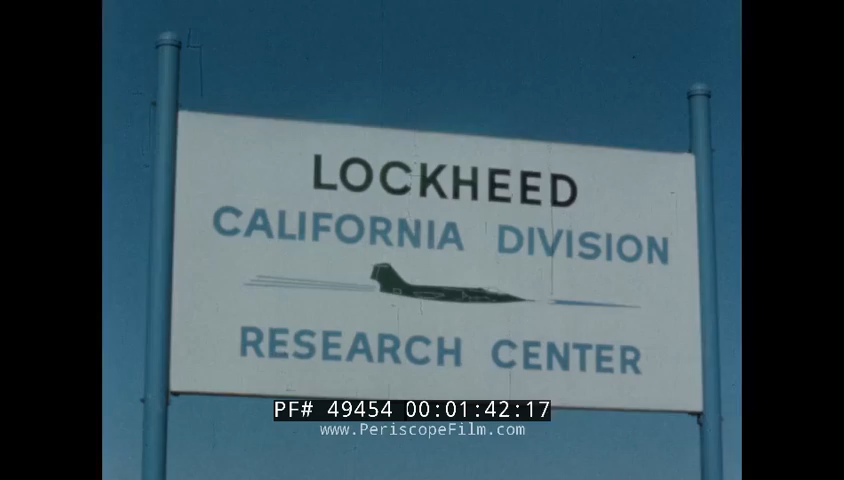 LOCKHEED
CALIFORNIA DIVISION
RESEARCH CENTER
PF# 49454 00:01:42:17
www.PeriscopeFilm.com